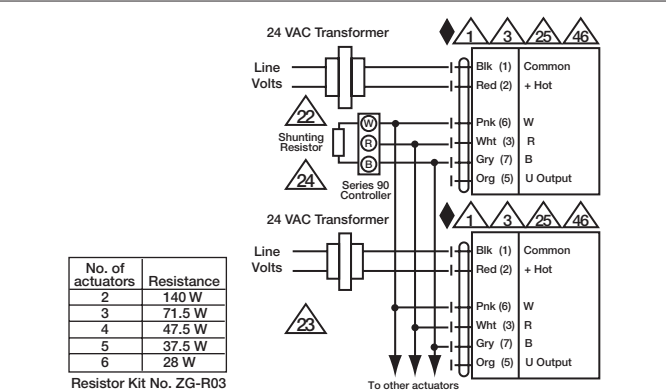 24 VAC Transformer
1 3 25 46
Line
Volts
Blk (1) Common
Red (2) + Hot
22
Pnk (6) W
Shunting
Resistor
W
R
B
Wht (3) R
Gry (7) B
24
Org (5) U Output
Series 90
Controller
24 VAC Transformer
1 3 25 46
Line
Volts
Blk (1) Common
Red (2) + Hot
23
Pnk (6) W
Wht (3) R
Gry (7) B
Org (5) U Output
To other actuators
No. of
actuators Resistance
2 140 W
3 71.5 W
4 47.5 W
5 37.5 W
6 28 W
Resistor Kit No. ZG-R03